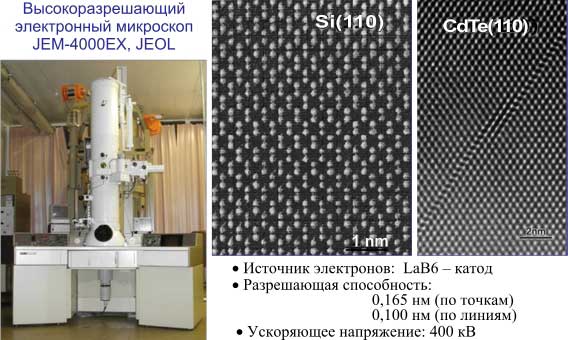 Высокоразрешающий
электронный микроскоп
JEM-4000EX, JEOL
Si(110)
1 nm
CdTe(110)
2nm
• Источник электронов: LaB6 – катод
• Разрешающая способность:
0,165 нм (по точкам)
0,100 нм (по линиям)
• Ускоряющее напряжение: 400 кВ